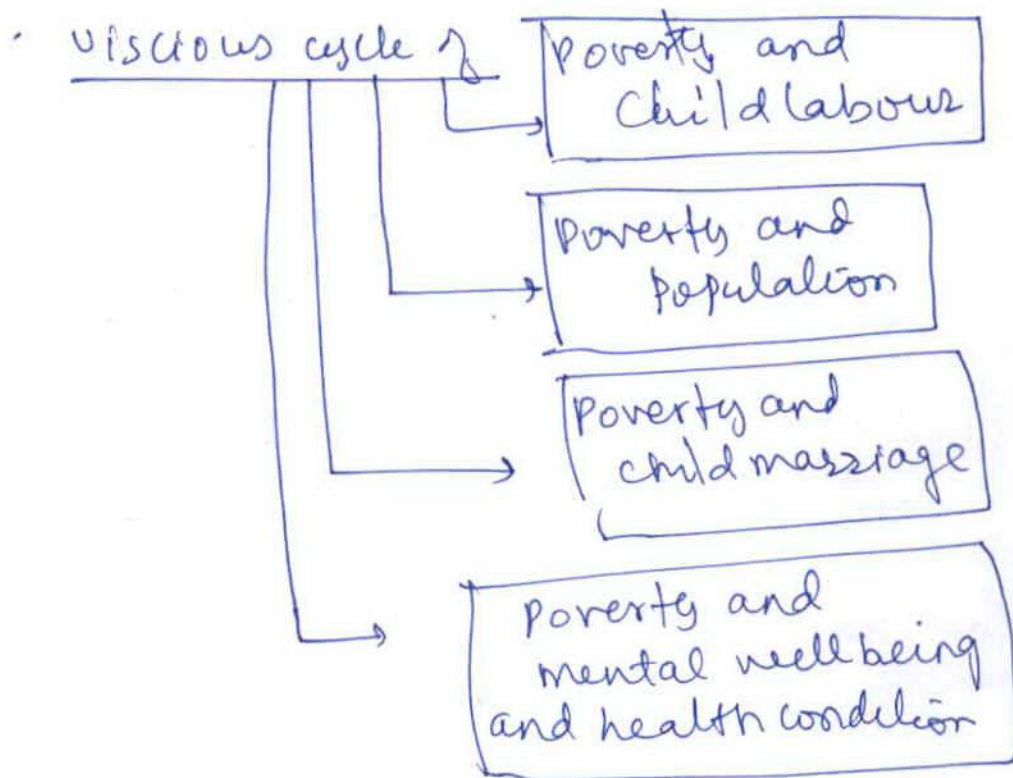 viscious cycle of
Poverty and
Child labour
Poverty and
population
Poverty and
child marriage
Poverty and
mental wellbeing
and health condition